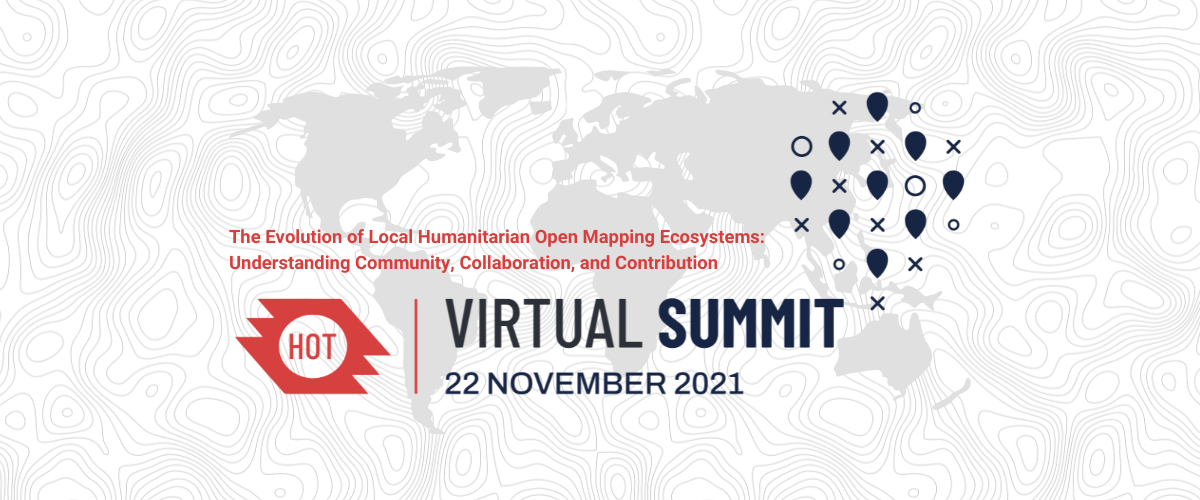 The Evolution of Local Humanitarian Open Mapping Ecosystems:
Understanding Community, Collaboration, and Contribution
HOT
VIRTUAL SUMMIT
22 NOVEMBER 2021